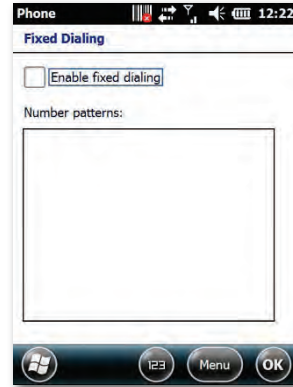 Phone 12:22
Fixed Dialing
Enable fixed dialing
Number patterns:
123 Menu OK